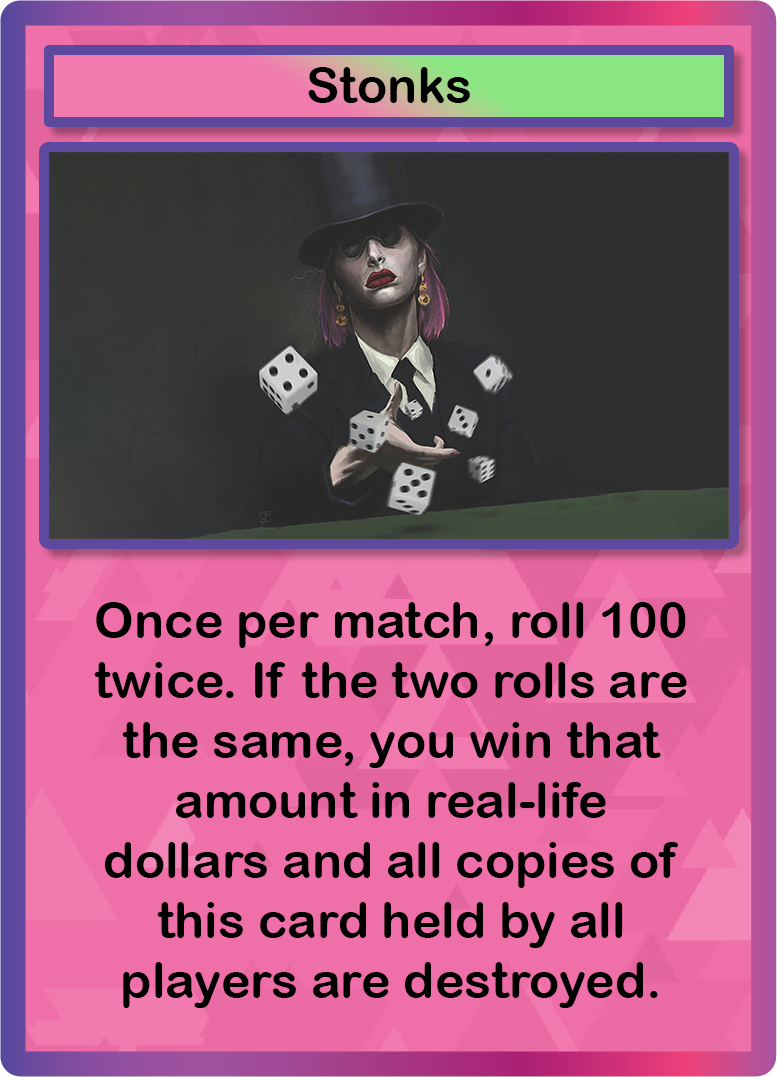 Stonks
Once per match, roll 100
twice. If the two rolls are
the same, you win that
amount in real-life
dollars and all copies of
this card held by all
players are destroyed.